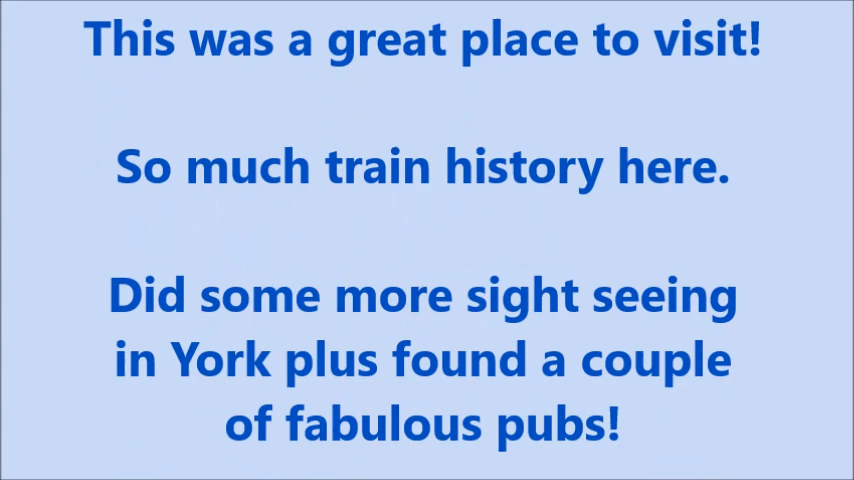 This was a great place to visit!
So much train history here.
Did some more sight seeing
in York plus found a couple
of fabulous pubs!